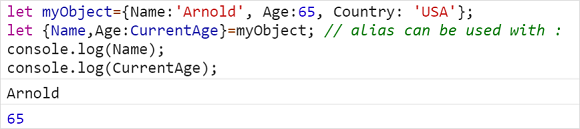 let myObject={Name:'Arnold', Age:65, Country: 'USA'};
let {Name,Age:CurrentAge}=myObject; // alias can be used with :
console.log(Name);
console.log(CurrentAge);
Arnold
65